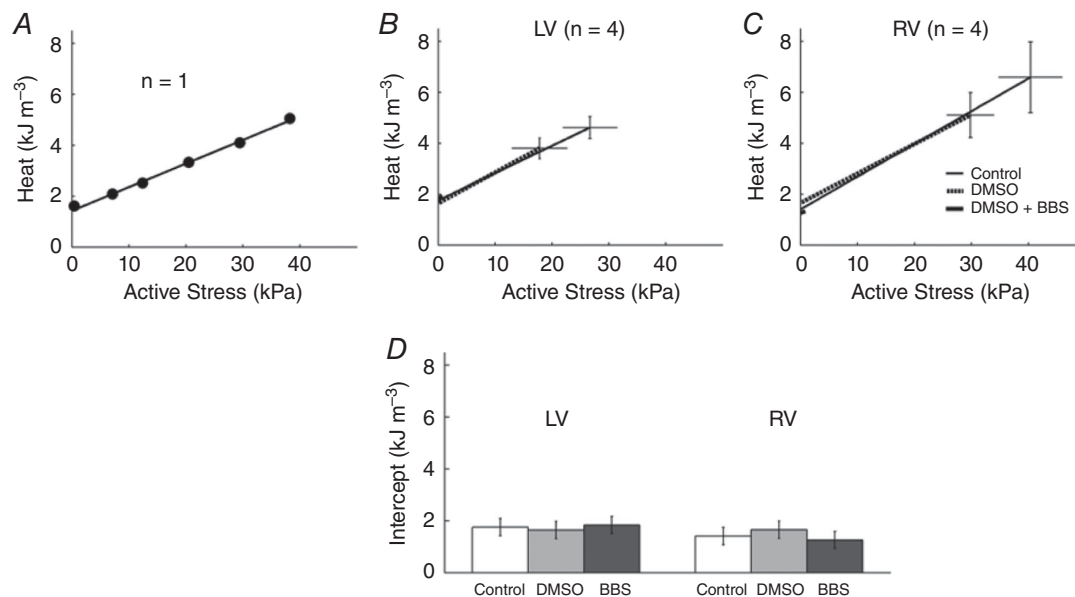 A
n = 1
Heat (kJ m−3)
8
6
4
2
0
0 10 20 30 40
Active Stress (kPa)
B
LV (n = 4)
Heat (kJ m−3)
8
6
4
2
0
0 10 20 30 40
Active Stress (kPa)
C
RV (n = 4)
Heat (kJ m−3)
8
6
4
2
0
Control
DMSO
DMSO + BBS
0 10 20 30 40
Active Stress (kPa)
D
Intercept (kJ m−3)
8
6
4
2
0
LV
RV
Control DMSO BBS Control DMSO BBS